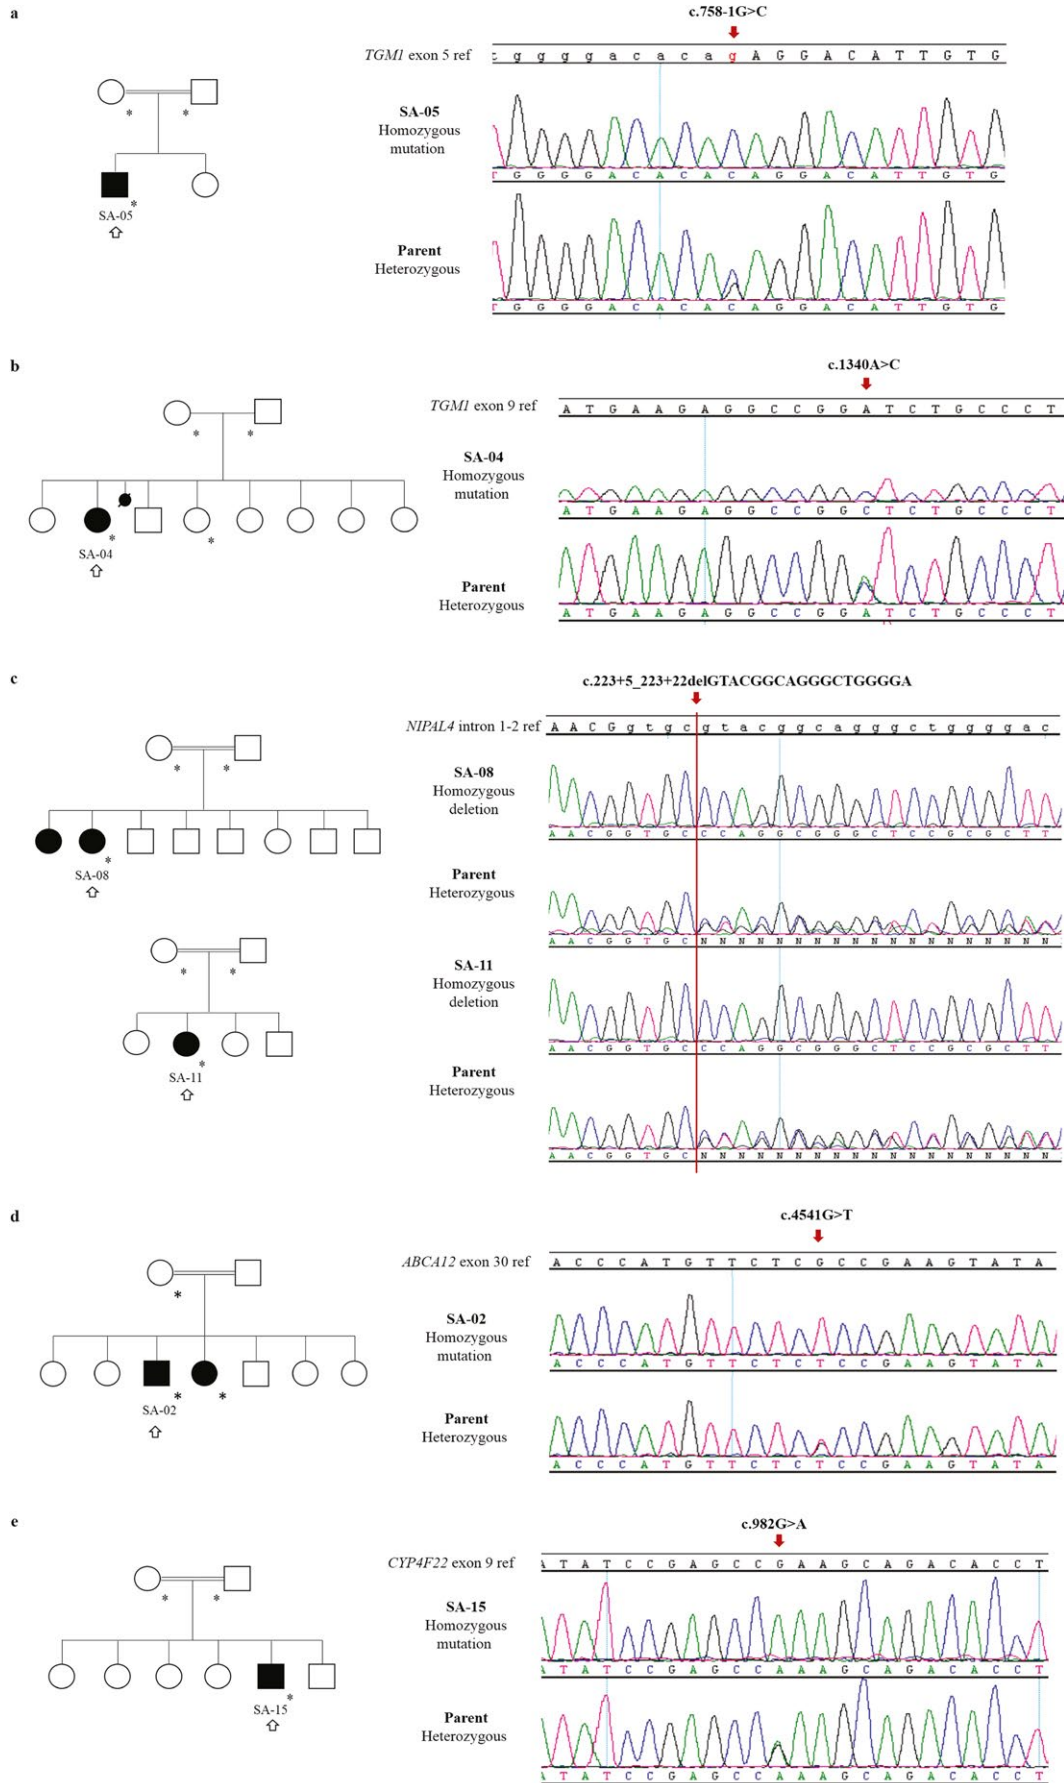 a
c.758-1G>C
TGM1 exon 5 ref
t g g g g a c a c a g A G G A C A T T G T G
SA-05
Homozygous
mutation
T G G G G A C A C A C A G G A C A T T G T G
Parent
Heterozygous
T G G G G A C A C A C A G G A C A T T G T G
*
*
*
SA-05
b
c.1340A>C
TGM1 exon 9 ref
A T G A A G A G G C C G G A T C T G C C C T
SA-04
Homozygous
mutation
A T G A A G A G G C C G G C T C T G C C C T
Parent
Heterozygous
A T G A A G A G G C C G G A T C T G C C C T
*
*
*
*
SA-04
c
c.223+5_223+22delGTACGGCAGGGCTGGGGA
NIPAL4 intron 1-2 ref
A A C G g t g c g t a c g g c a g g g c t g g g g a c
SA-08
Homozygous
deletion
A A C G G T G C C C A G G C G G G C T C C G C G C T T
Parent
Heterozygous
A A C G G T G C N N N N N N N N N N N N N N N N N N N
*
*
*
SA-08
SA-11
Homozygous
deletion
A A C G G T G C C C A G G C G G G C T C C G C G C T T
Parent
Heterozygous
A A C G G T G C N N N N N N N N N N N N N N N N N N N
*
*
*
SA-11
d
c.4541G>T
ABCA12 exon 30 ref
A C C C A T G T T C T C G C C G A A G T A T A
SA-02
Homozygous
mutation
A C C C A T G T T C T C T C C G A A G T A T A
Parent
Heterozygous
A C C C A T G T T C T C T C C G A A G T A T A
*
*
*
SA-02
e
c.982G>A
CYP4F22 exon 9 ref
A T A T C C G A G C C G A A G C A G A C A C C T
SA-15
Homozygous
mutation
A T A T C C G A G C C A A A G C A G A C A C C T
Parent
Heterozygous
A T A T C C G A G C C A A A G C A G A C A C C T
*
*
*
SA-15